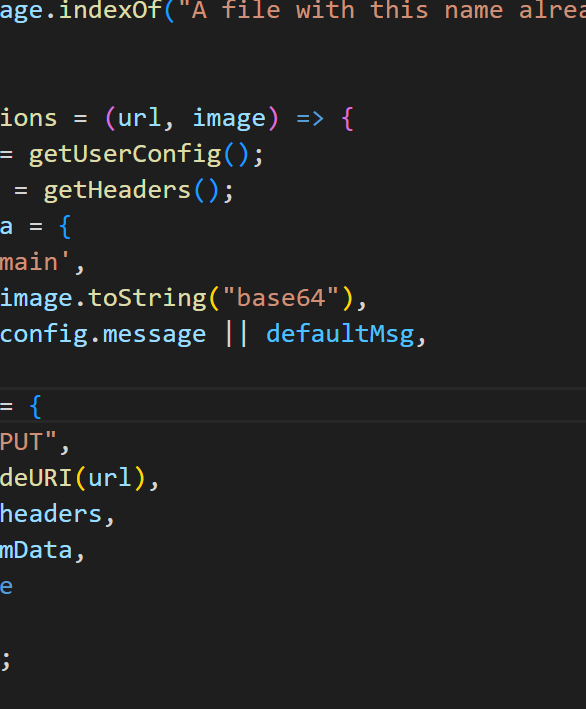 age.indexOf("A file with this name alrea
ions = (url, image) => {
= getUserConfig();
= getHeaders();
a = {
main',
image.toString("base64"),
config.message || defaultMsg,
= {
PUT",
deURI(url),
headers,
mData,
e
;